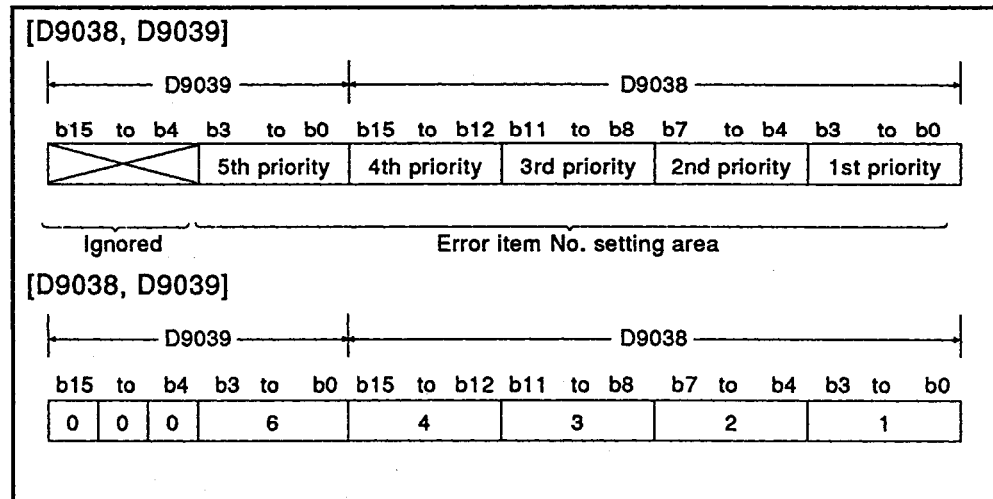 [D9038, D9039]
D9039 D9038
b15 to b4 b3 to b0 b15 to b12 b11 to b8 b7 to b4 b3 to b0
5th priority 4th priority 3rd priority 2nd priority 1st priority
Ignored Error item No. setting area
[D9038, D9039]
D9039 D9038
b15 to b4 b3 to b0 b15 to b12 b11 to b8 b7 to b4 b3 to b0
0 0 0 6 4 3 2 1